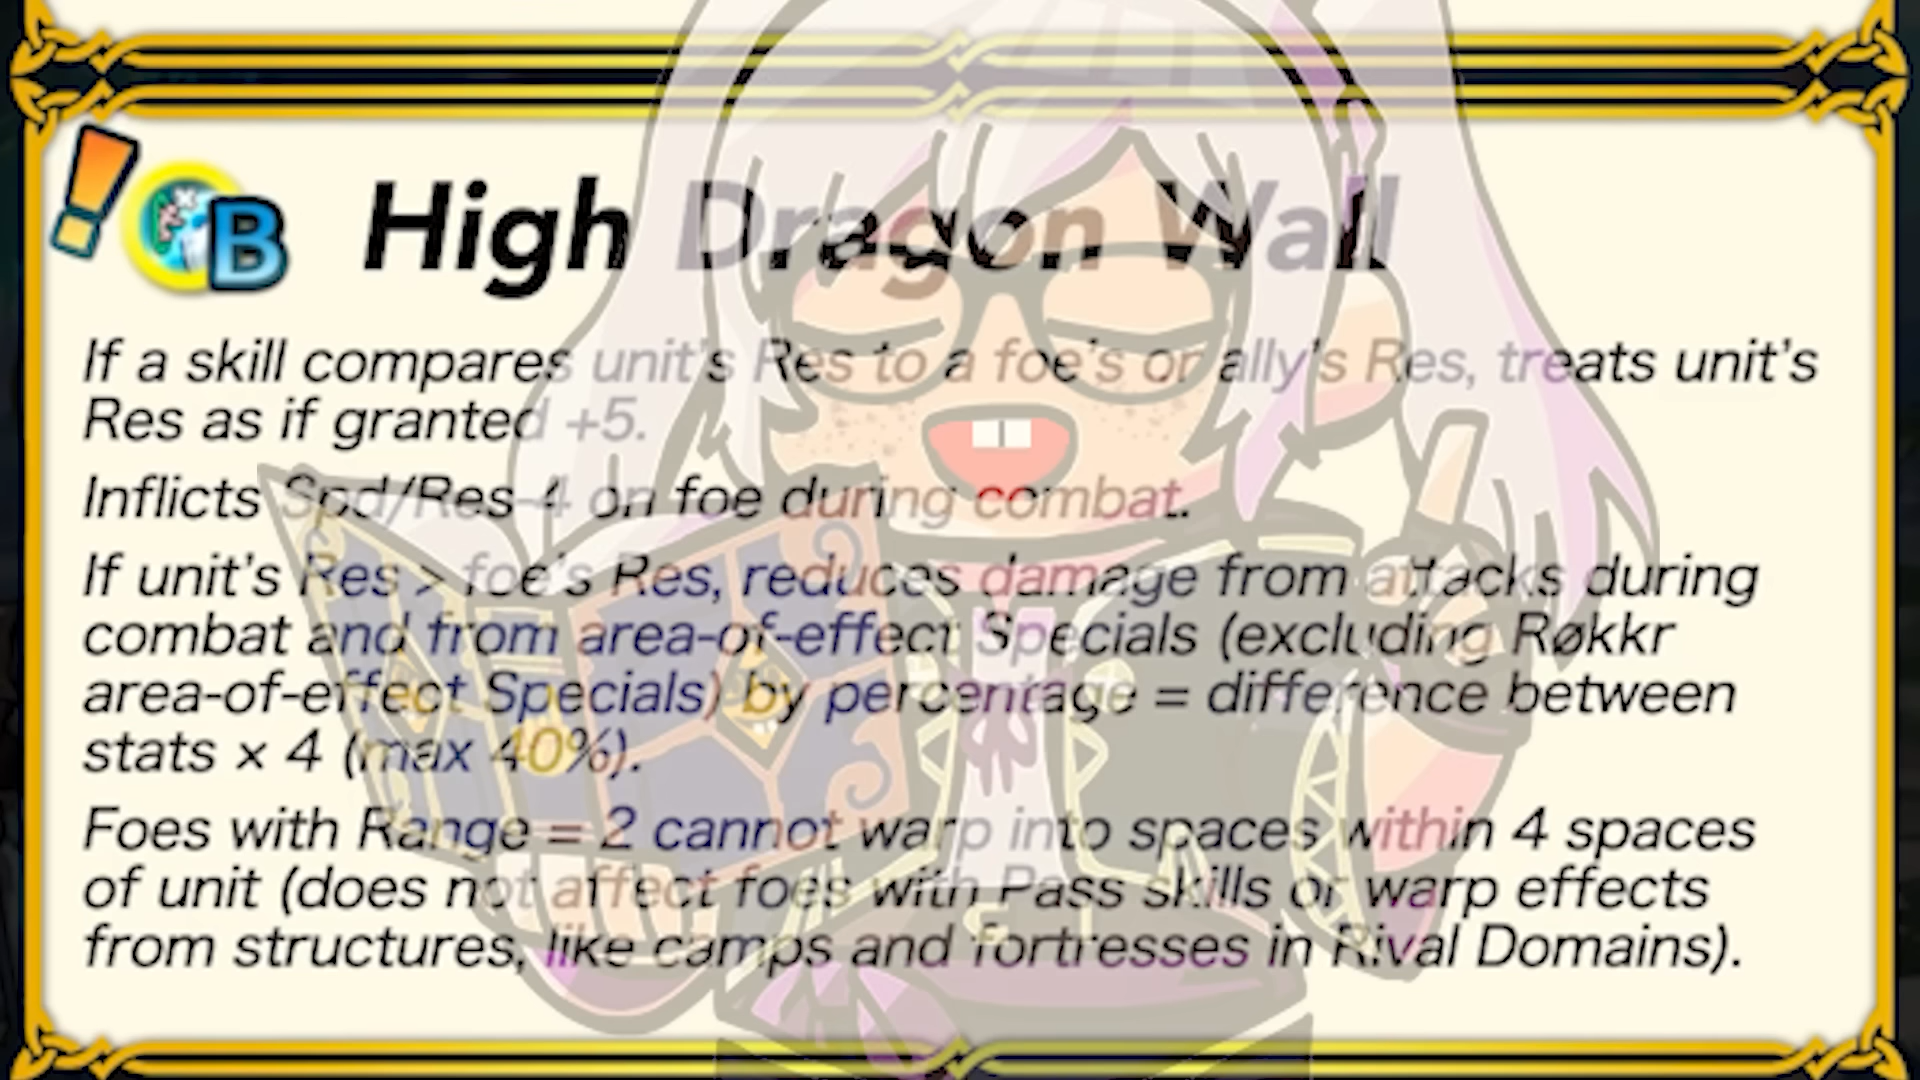 B High Dragon Wall
If a skill compares unit's Res to a foe's or ally's Res, treats unit's
Res as if granted +5.
Inflicts Spd/Res-4 on foe during combat.
If unit's Res > foe's Res, reduces damage from attacks during
combat and from area-of-effect Specials (excluding Røkkr
area-of-effect Specials) by percentage = difference between
stats × 4 (max 40%).
Foes with Range = 2 cannot warp into spaces within 4 spaces
of unit (does not affect foes with Pass skills or warp effects
from structures, like camps and fortresses in Rival Domains).